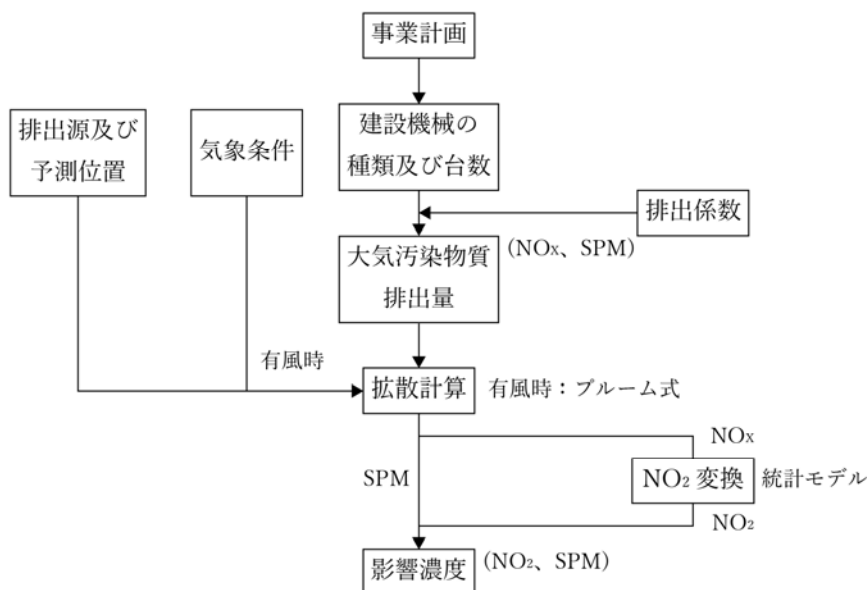 事業計画
排出源及び
予測位置
気象条件
建設機械の
種類及び台数
排出係数
大気汚染物質
排出量
(NOx、SPM)
有風時
拡散計算
有風時：プルーム式
NOx
SPM
NO₂ 変換
統計モデル
NO₂
影響濃度
(NO₂、SPM)